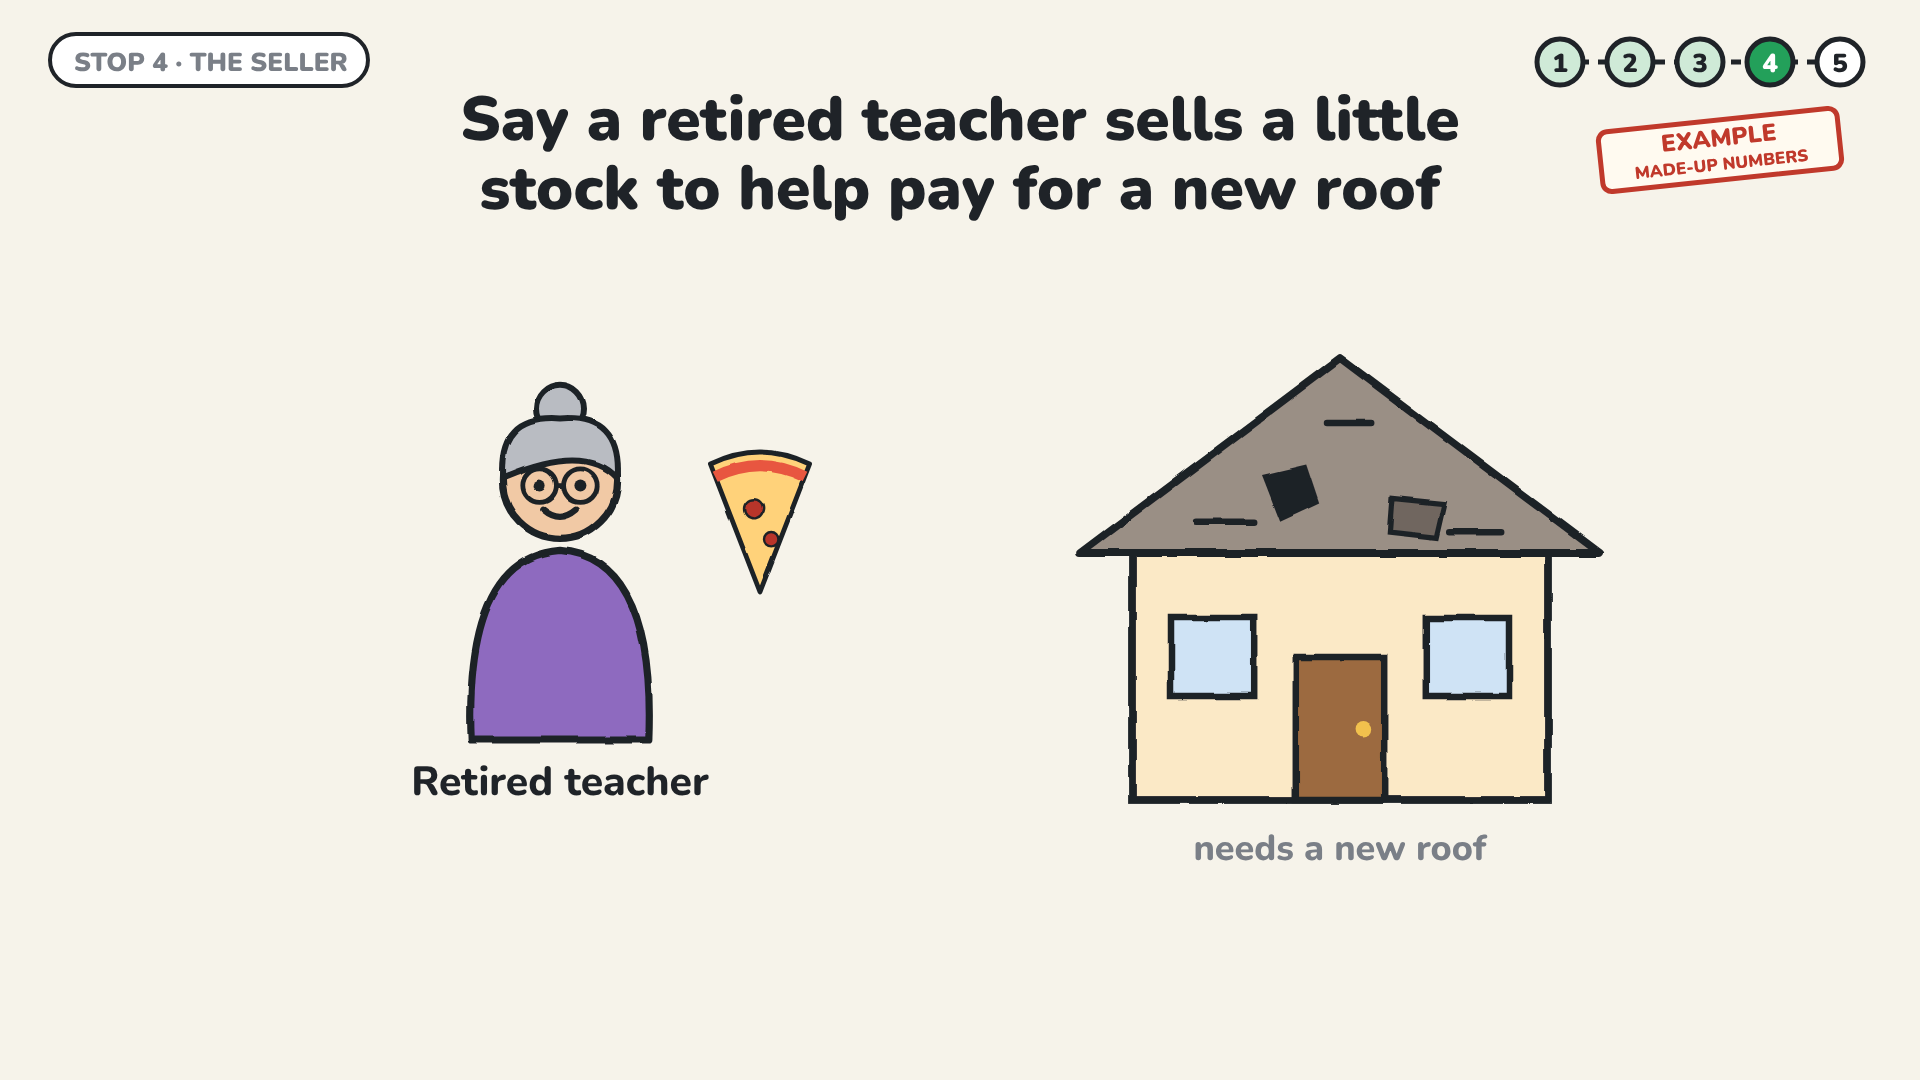 STOP 4 · THE SELLER
1 2 3 4 5
Say a retired teacher sells a little
stock to help pay for a new roof
EXAMPLE
MADE-UP NUMBERS
Retired teacher
needs a new roof